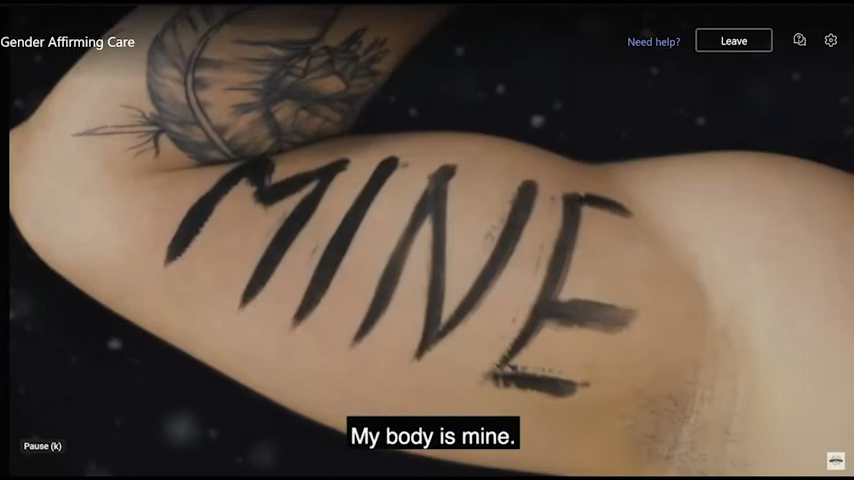 Gender Affirming Care
Need help?
Leave
MINE
My body is mine.
Pause (k)